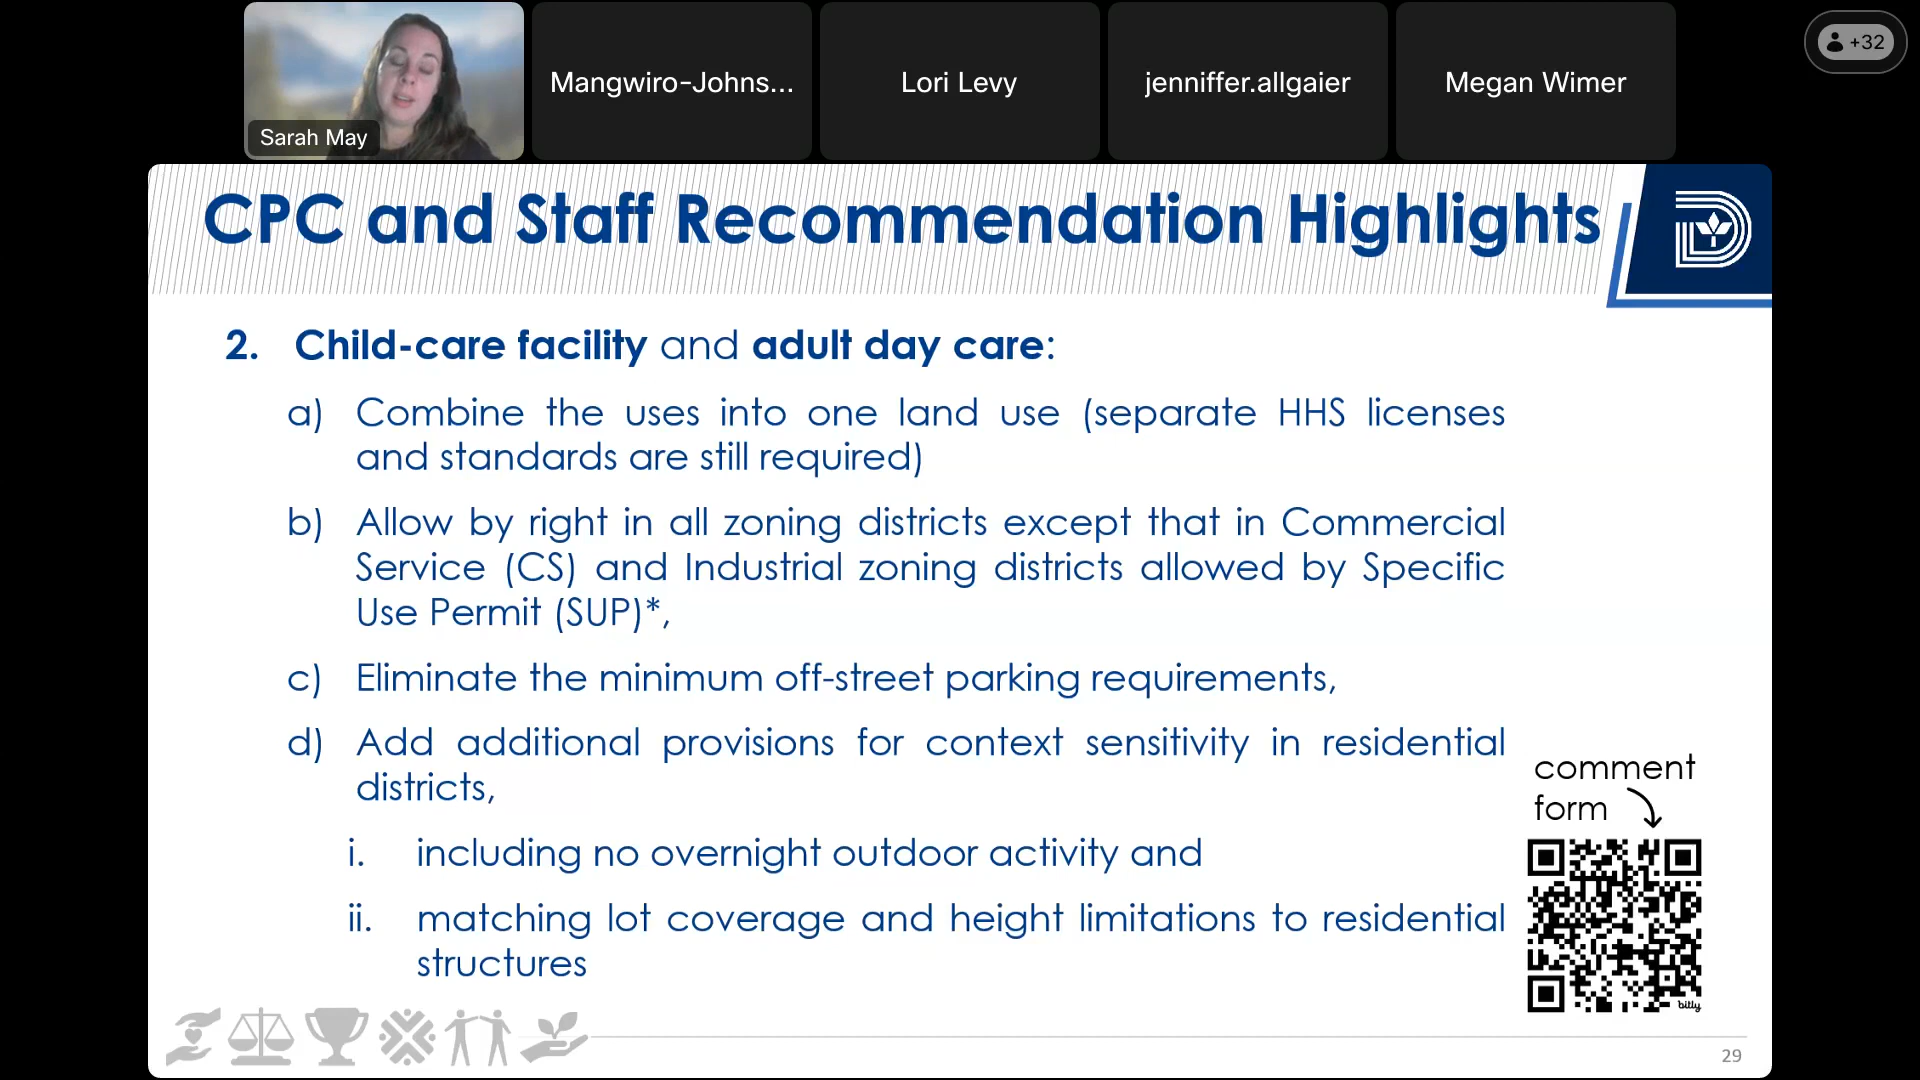 Sarah May
Mangwiro-Johns...
Lori Levy
jenniffer.allgaier
Megan Wimer
+32
CPC and Staff Recommendation Highlights
2. Child-care facility and adult day care:
a) Combine the uses into one land use (separate HHS licenses
and standards are still required)
b) Allow by right in all zoning districts except that in Commercial
Service (CS) and Industrial zoning districts allowed by Specific
Use Permit (SUP)*,
c) Eliminate the minimum off-street parking requirements,
d) Add additional provisions for context sensitivity in residential
districts,
i. including no overnight outdoor activity and
ii. matching lot coverage and height limitations to residential
structures
comment
form
bitly
29